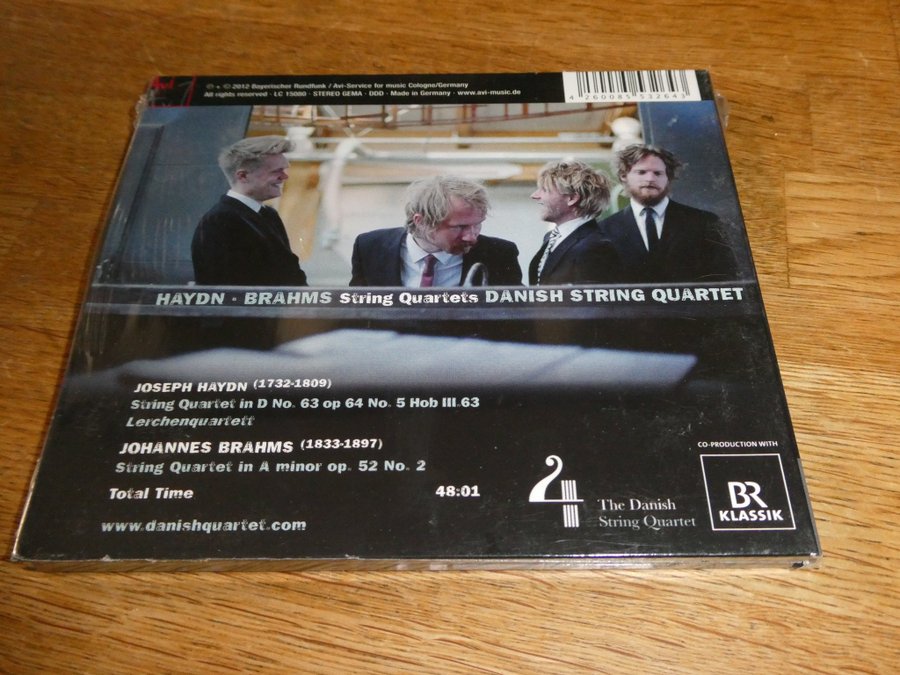 Avi
℗ + © 2012 Bayerischer Rundfunk / Avi-Service for music Cologne/Germany
All rights reserved · LC 15080 · STEREO GEMA · DDD · Made in Germany · www.avi-music.de
4 260085 532643
HAYDN · BRAHMS String Quartets DANISH STRING QUARTET
JOSEPH HAYDN (1732-1809)
String Quartet in D No. 63 op 64 No. 5 Hob III.63
Lerchenquartett
JOHANNES BRAHMS (1833-1897)
String Quartet in A minor op. 52 No. 2
Total Time 48:01
www.danishquartet.com
The Danish
String Quartet
CO-PRODUCTION WITH
BR
KLASSIK